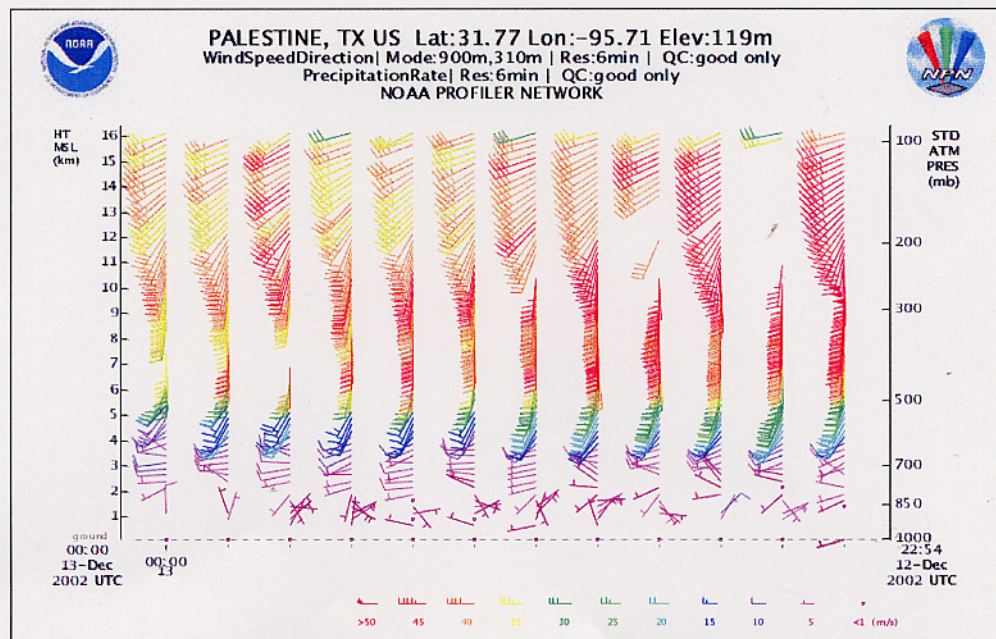 NOAA
PALESTINE, TX US Lat:31.77 Lon:-95.71 Elev:119m
WindSpeedDirection| Mode:900m,310m | Res:6min | QC:good only
PrecipitationRate| Res:6min | QC:good only
NOAA PROFILER NETWORK
NPN
HT
MSL
(km)
16
15
14
13
12
11
10
9
8
7
6
5
4
3
2
1
ground
STD
ATM
PRES
(mb)
100
200
300
500
700
850
1000
00:00
13-Dec
2002 UTC
00:00
13
22:54
12-Dec
2002 UTC
>50 45 40 35 30 25 20 15 10 5 <1 (m/s)